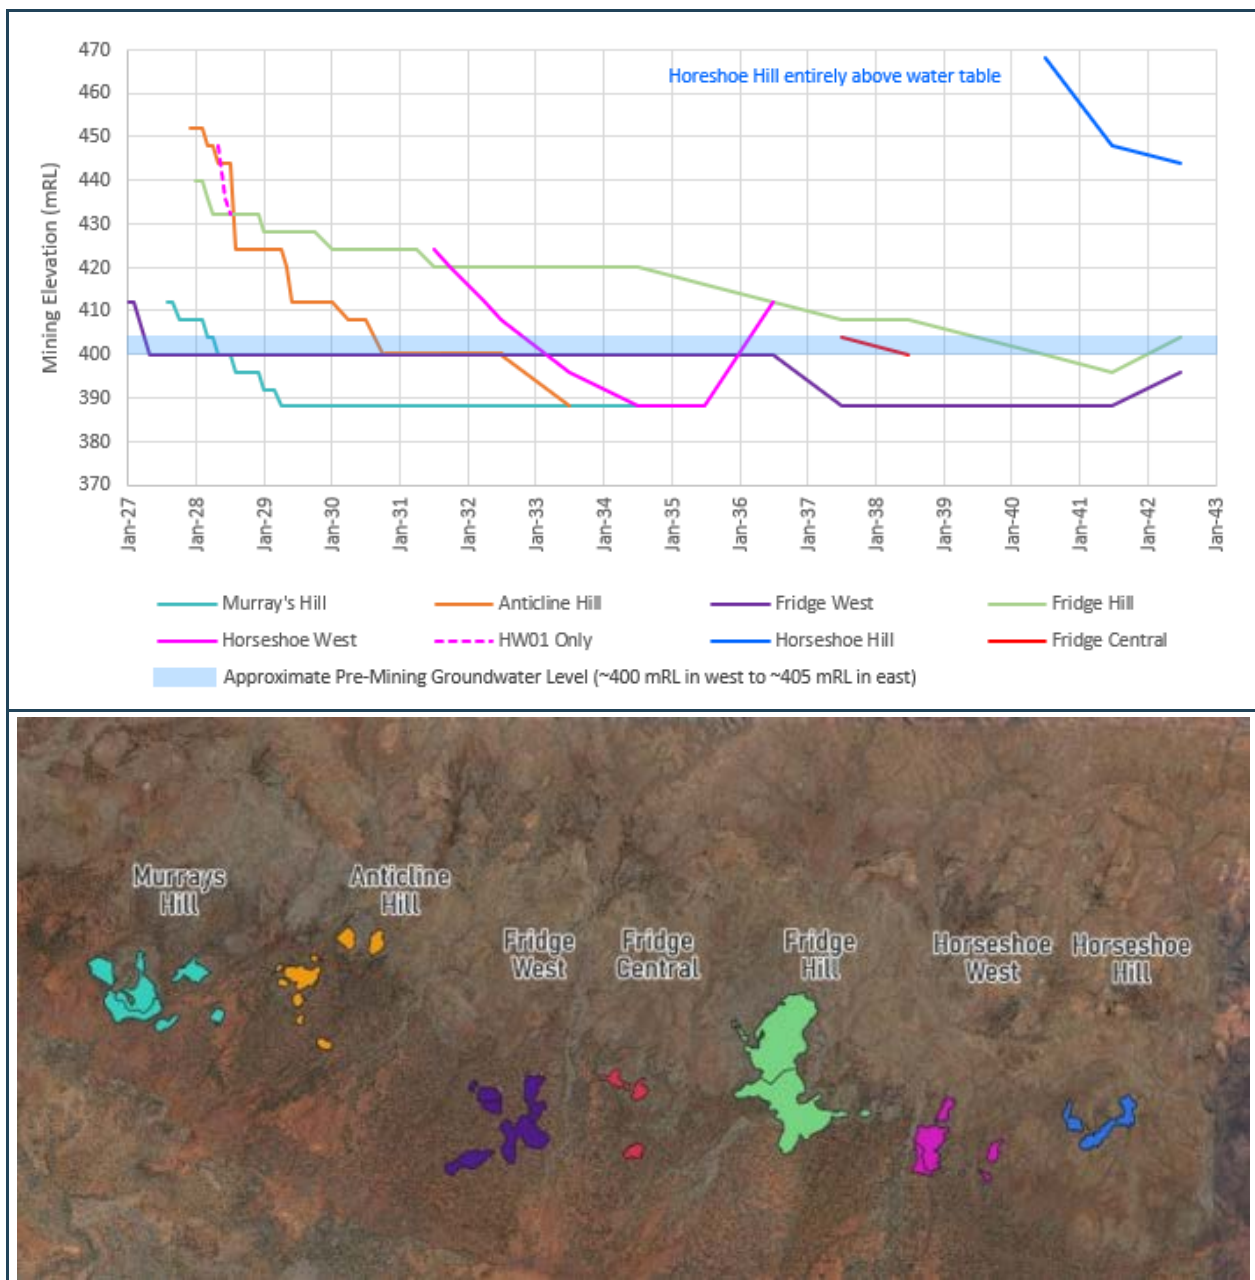 470
460
450
440
430
420
410
400
390
380
370
Mining Elevation (mRL)
Horeshoe Hill entirely above water table
Jan-27
Jan-28
Jan-29
Jan-30
Jan-31
Jan-32
Jan-33
Jan-34
Jan-35
Jan-36
Jan-37
Jan-38
Jan-39
Jan-40
Jan-41
Jan-42
Jan-43
Murray's Hill
Anticline Hill
Fridge West
Fridge Hill
Horseshoe West
HW01 Only
Horseshoe Hill
Fridge Central
Approximate Pre-Mining Groundwater Level (~400 mRL in west to ~405 mRL in east)
Murrays
Hill
Anticline
Hill
Fridge
West
Fridge
Central
Fridge
Hill
Horseshoe
West
Horseshoe
Hill